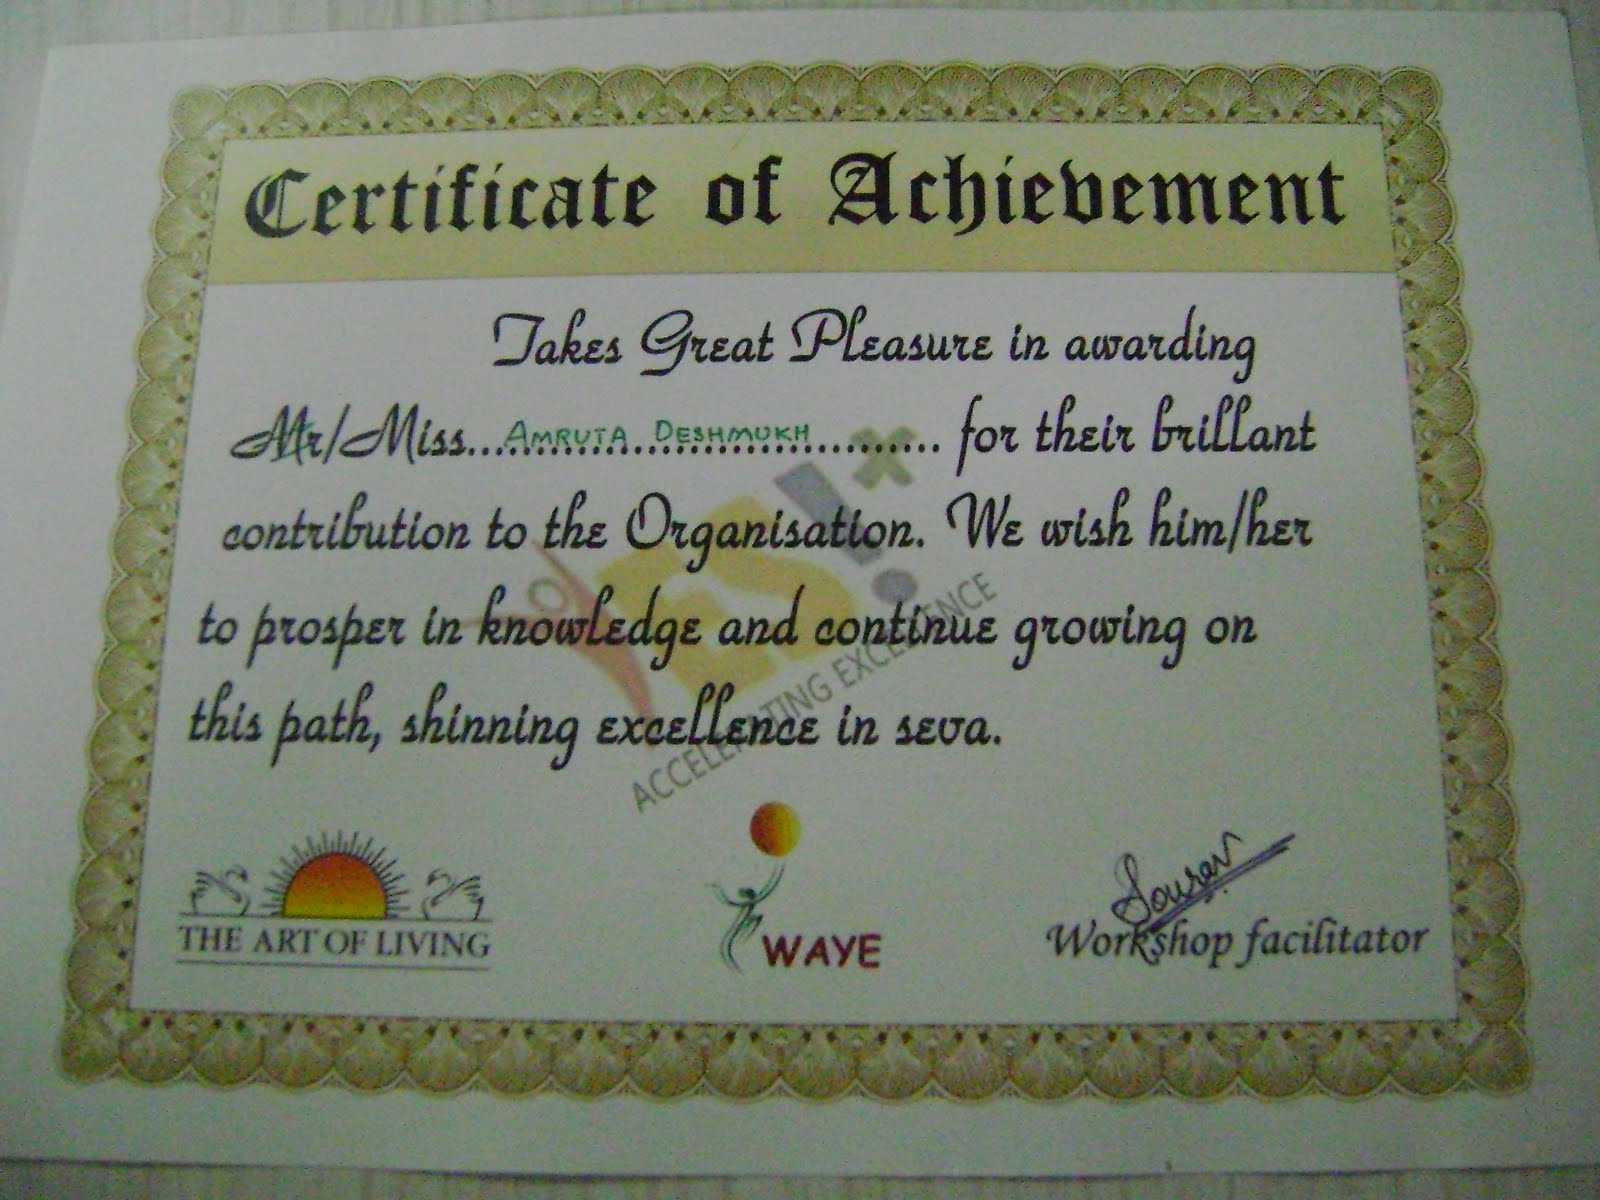 Certificate of Achievement
Takes Great Pleasure in awarding
Mr/Miss...AMRUTA DESHMUKH.......... for their brillant
contribution to the Organisation. We wish him/her
to prosper in knowledge and continue growing on
this path, shinning excellence in seva.
YES!+
ACCELERATING EXCELLENCE
THE ART OF LIVING
WAYE
Sourav
Workshop facilitator